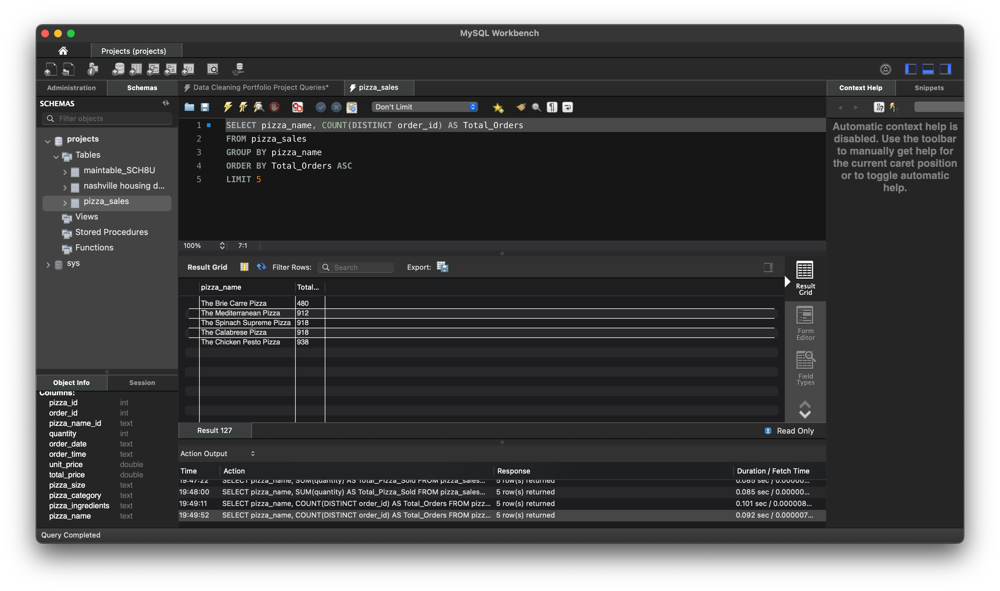 MySQL Workbench
Projects (projects)
Administration
Schemas
SCHEMAS
Filter objects
projects
Tables
maintable_SCH8U
nashville housing d...
pizza_sales
Views
Stored Procedures
Functions
sys
Object Info
Session
Columns:
pizza_id int
order_id int
pizza_name_id text
quantity int
order_date text
order_time text
unit_price double
total_price double
pizza_size text
pizza_category text
pizza_ingredients text
pizza_name text
Data Cleaning Portfolio Project Queries*
pizza_sales
Don't Limit
1 SELECT pizza_name, COUNT(DISTINCT order_id) AS Total_Orders
2 FROM pizza_sales
3 GROUP BY pizza_name
4 ORDER BY Total_Orders ASC
5 LIMIT 5
100% 7:1
Result Grid
Filter Rows:
Search
Export:
pizza_name Total...
The Brie Carre Pizza 480
The Mediterranean Pizza 912
The Spinach Supreme Pizza 918
The Calabrese Pizza 918
The Chicken Pesto Pizza 938
Result
Grid
Form
Editor
Field
Types
Result 127
Read Only
Action Output
Time Action Response Duration / Fetch Time
19:47:22 SELECT pizza_name, SUM(quantity) AS Total_Pizza_Sold FROM pizza_sales... 5 row(s) returned 0.085 sec / 0.00000...
19:48:00 SELECT pizza_name, SUM(quantity) AS Total_Pizza_Sold FROM pizza_sales... 5 row(s) returned 0.085 sec / 0.00000...
19:49:11 SELECT pizza_name, COUNT(DISTINCT order_id) AS Total_Orders FROM pizz... 5 row(s) returned 0.101 sec / 0.000008...
19:49:52 SELECT pizza_name, COUNT(DISTINCT order_id) AS Total_Orders FROM pizz... 5 row(s) returned 0.092 sec / 0.000007...
Context Help
Snippets
Automatic context help is
disabled. Use the toolbar
to manually get help for
the current caret position
or to toggle automatic
help.
Query Completed